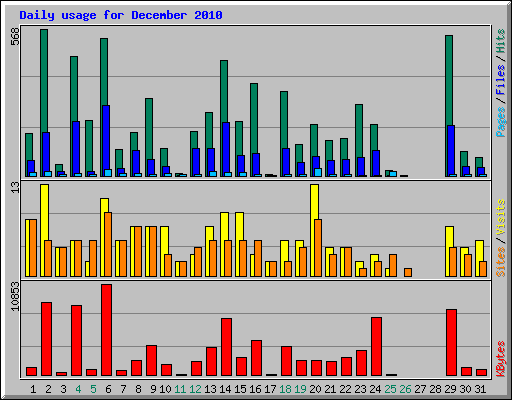 Daily usage for December 2010
568
Pages / Files / Hits
13
Sites / Visits
10853
KBytes
1 2 3 4 5 6 7 8 9 10 11 12 13 14 15 16 17 18 19 20 21 22 23 24 25 26 27 28 29 30 31